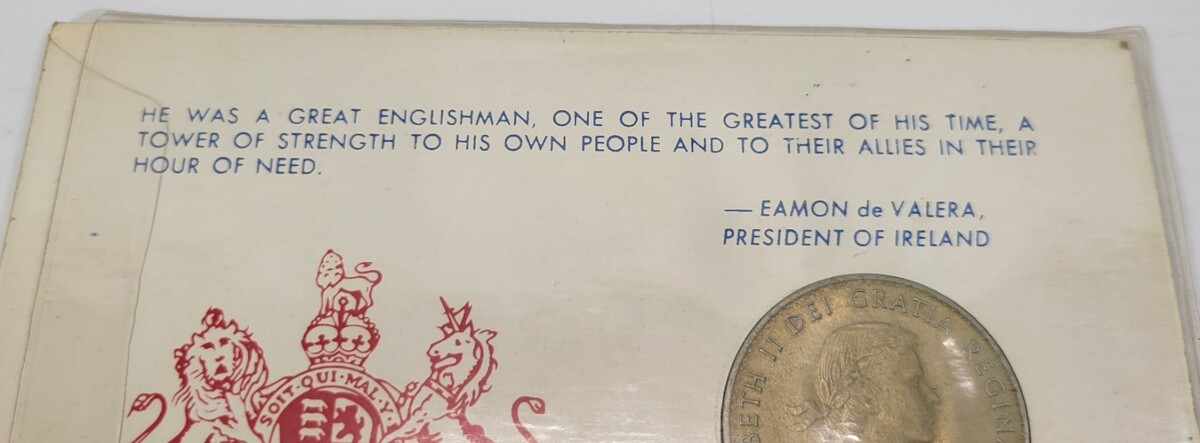 HE WAS A GREAT ENGLISHMAN, ONE OF THE GREATEST OF HIS TIME, A
TOWER OF STRENGTH TO HIS OWN PEOPLE AND TO THEIR ALLIES IN THEIR
HOUR OF NEED.
— EAMON de VALERA,
PRESIDENT OF IRELAND
SOIT·QUI·MAL·Y·
BETH II DEI GRATIA REGIN